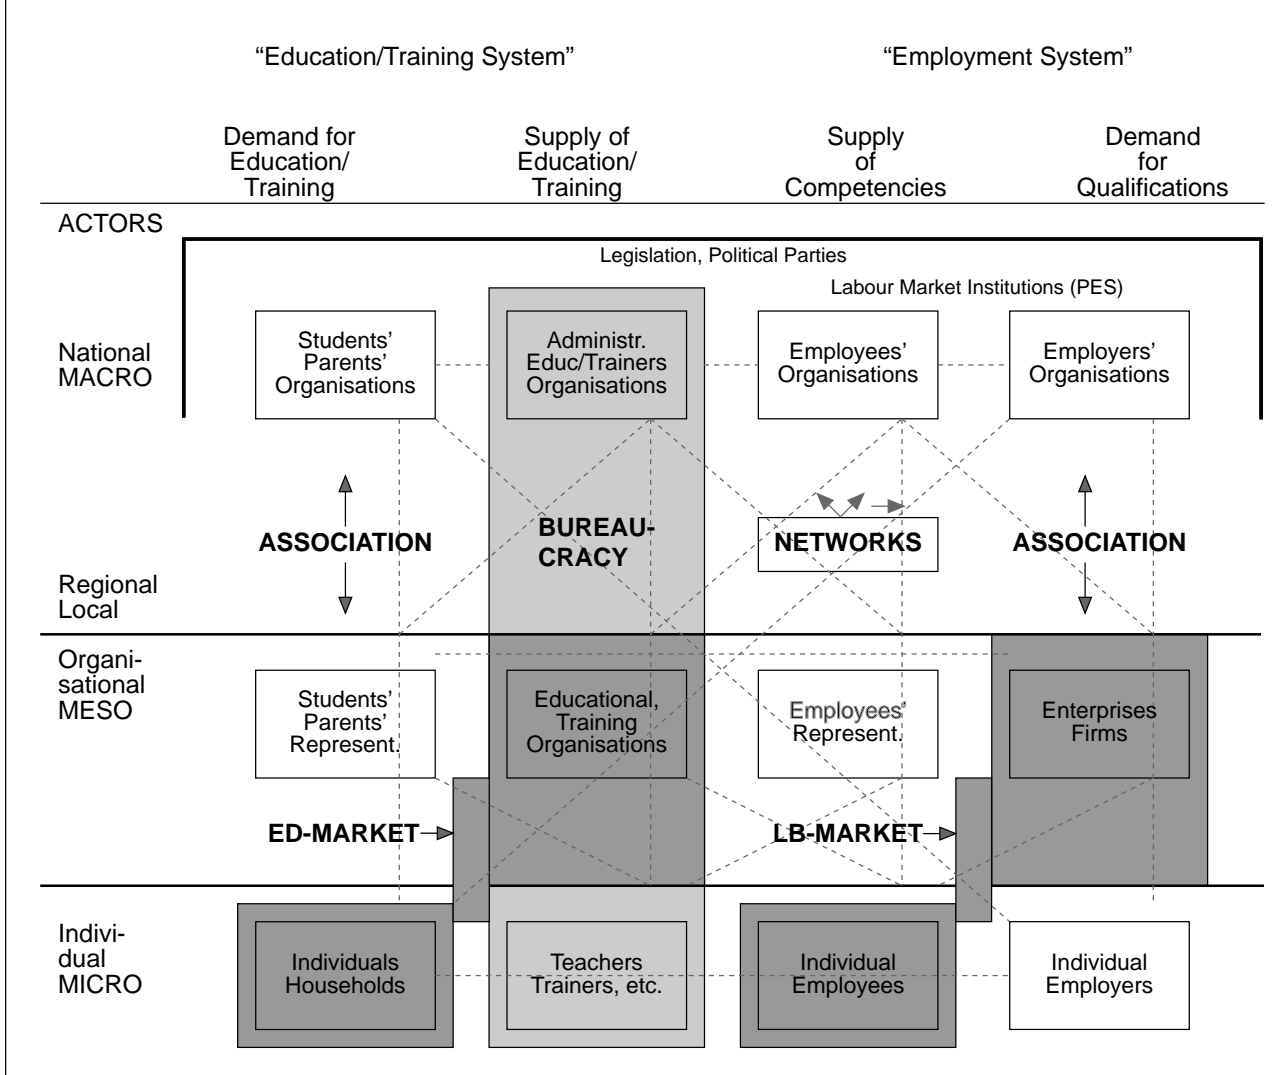 “Education/Training System”
“Employment System”
Demand for
Education/
Training
Supply of
Education/
Training
Supply
of
Competencies
Demand
for
Qualifications
ACTORS
Legislation, Political Parties
Labour Market Institutions (PES)
National
MACRO
Students’
Parents’
Organisations
Administr.
Educ/Trainers
Organisations
Employees’
Organisations
Employers’
Organisations
ASSOCIATION
BUREAU-
CRACY
NETWORKS
ASSOCIATION
Regional
Local
Organi-
sational
MESO
Students’
Parents’
Represent.
Educational,
Training
Organisations
Employees’
Represent.
Enterprises
Firms
ED-MARKET
LB-MARKET
Indivi-
dual
MICRO
Individuals
Households
Teachers
Trainers, etc.
Individual
Employees
Individual
Employers